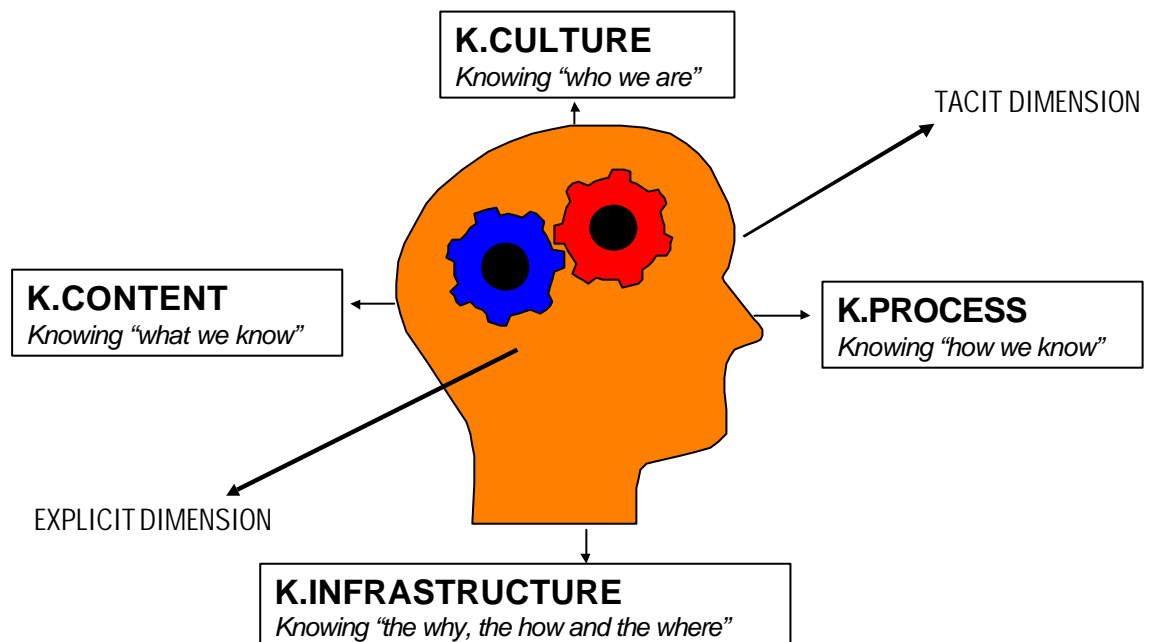 K.CULTURE
Knowing “who we are”
TACIT DIMENSION
K.CONTENT
Knowing “what we know”
K.PROCESS
Knowing “how we know”
EXPLICIT DIMENSION
K.INFRASTRUCTURE
Knowing “the why, the how and the where”